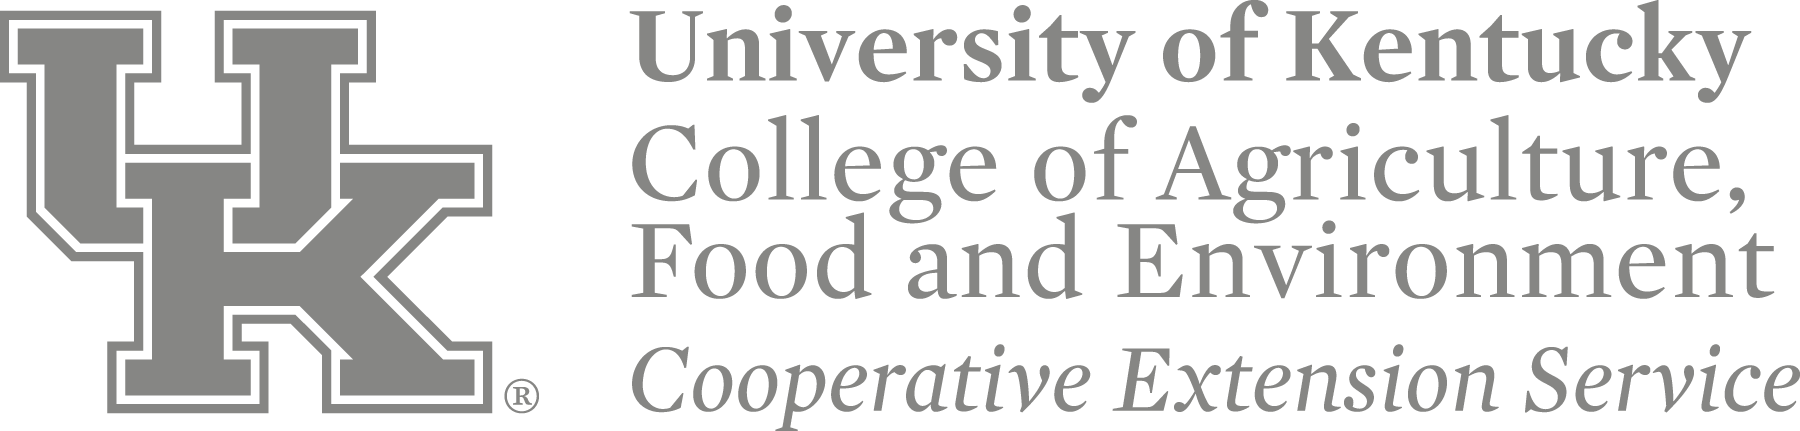 UK®
University of Kentucky
College of Agriculture,
Food and Environment
Cooperative Extension Service